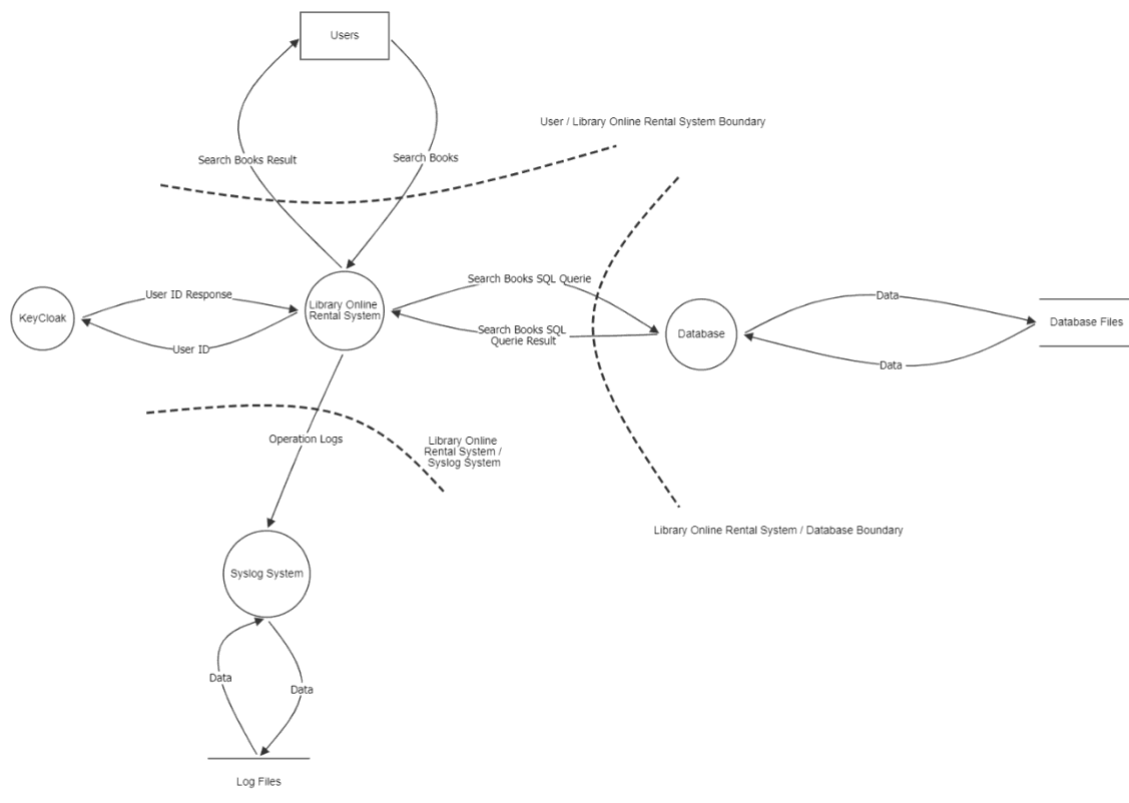 Users
User / Library Online Rental System Boundary
Search Books Result
Search Books
Search Books SQL Querie
User ID Response
KeyCloak
Library Online
Rental System
Data
Database Files
Search Books SQL
Querie Result
Database
User ID
Data
Operation Logs
Library Online
Rental System /
Syslog System
Library Online Rental System / Database Boundary
Syslog System
Data
Data
Log Files